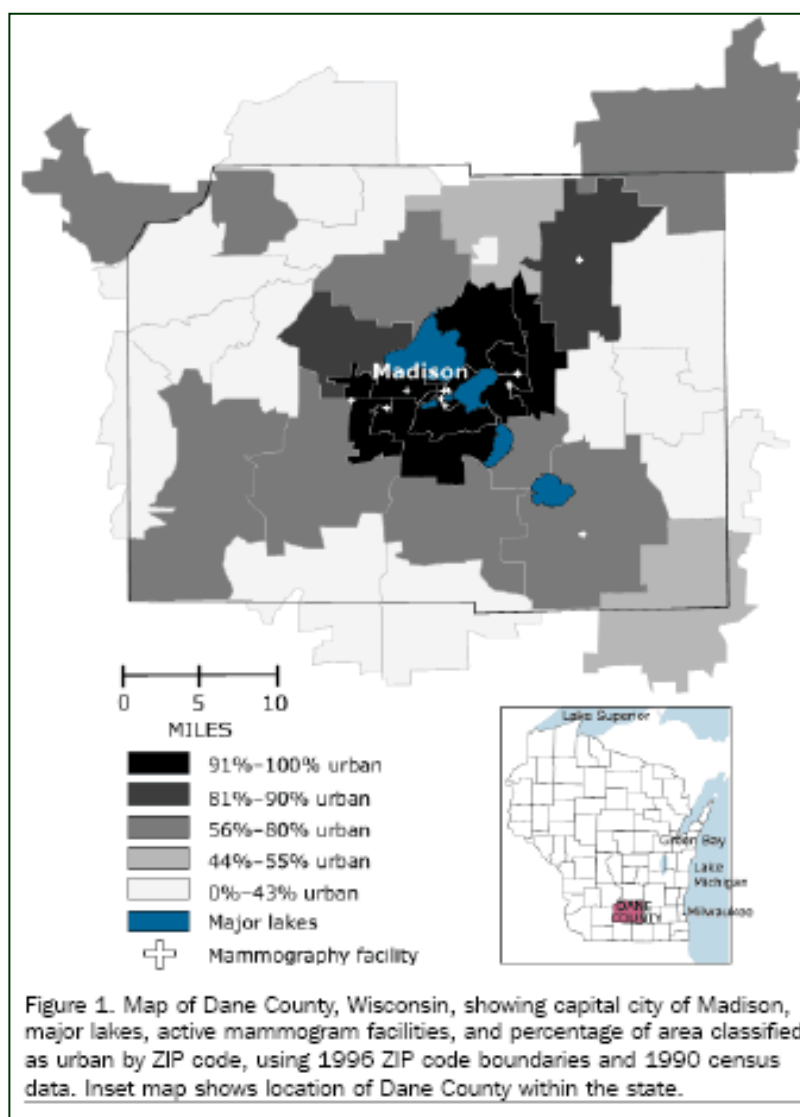 Madison
0 5 10
MILES
91%–100% urban
81%–90% urban
56%–80% urban
44%–55% urban
0%–43% urban
Major lakes
Mammography facility
Lake Superior
Green Bay
Lake
Michigan
Milwaukee
DANE
COUNTY
Figure 1. Map of Dane County, Wisconsin, showing capital city of Madison,
major lakes, active mammogram facilities, and percentage of area classified
as urban by ZIP code, using 1996 ZIP code boundaries and 1990 census
data. Inset map shows location of Dane County within the state.